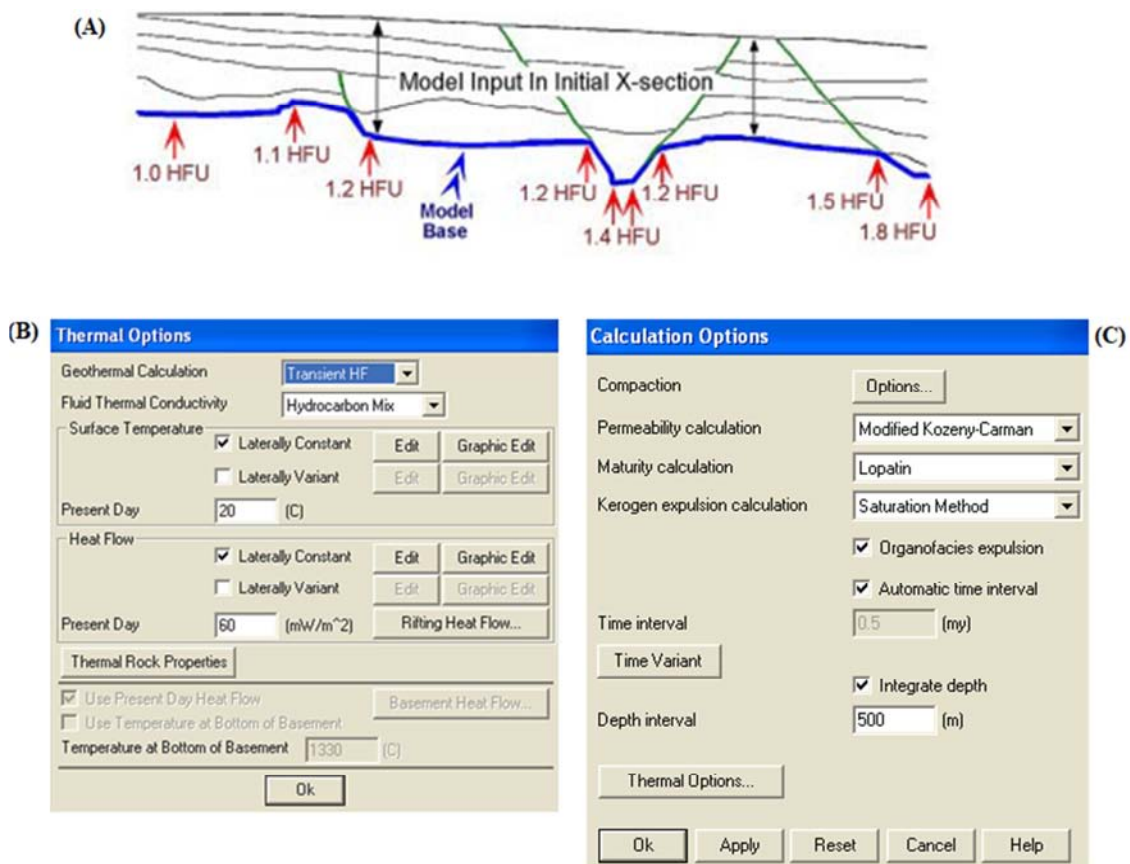 (A)
Model Input In Initial X-section
1.0 HFU
1.1 HFU
1.2 HFU
Model
Base
1.2 HFU
1.4 HFU
1.2 HFU
1.5 HFU
1.8 HFU
(B)
Thermal Options
Geothermal Calculation Transient HF
Fluid Thermal Conductivity Hydrocarbon Mix
Surface Temperature
Laterally Constant Edit Graphic Edit
Laterally Variant Edit Graphic Edit
Present Day 20 (C)
Heat Flow
Laterally Constant Edit Graphic Edit
Laterally Variant Edit Graphic Edit
Present Day 60 (mW/m^2) Rifting Heat Flow...
Thermal Rock Properties
Use Present Day Heat Flow Basement Heat Flow...
Use Temperature at Bottom of Basement
Temperature at Bottom of Basement 1330 (C)
Ok
(C)
Calculation Options
Compaction Options...
Permeability calculation Modified Kozeny-Carman
Maturity calculation Lopatin
Kerogen expulsion calculation Saturation Method
Organofacies expulsion
Automatic time interval
Time interval 0.5 (my)
Time Variant
Integrate depth
Depth interval 500 (m)
Thermal Options...
Ok Apply Reset Cancel Help